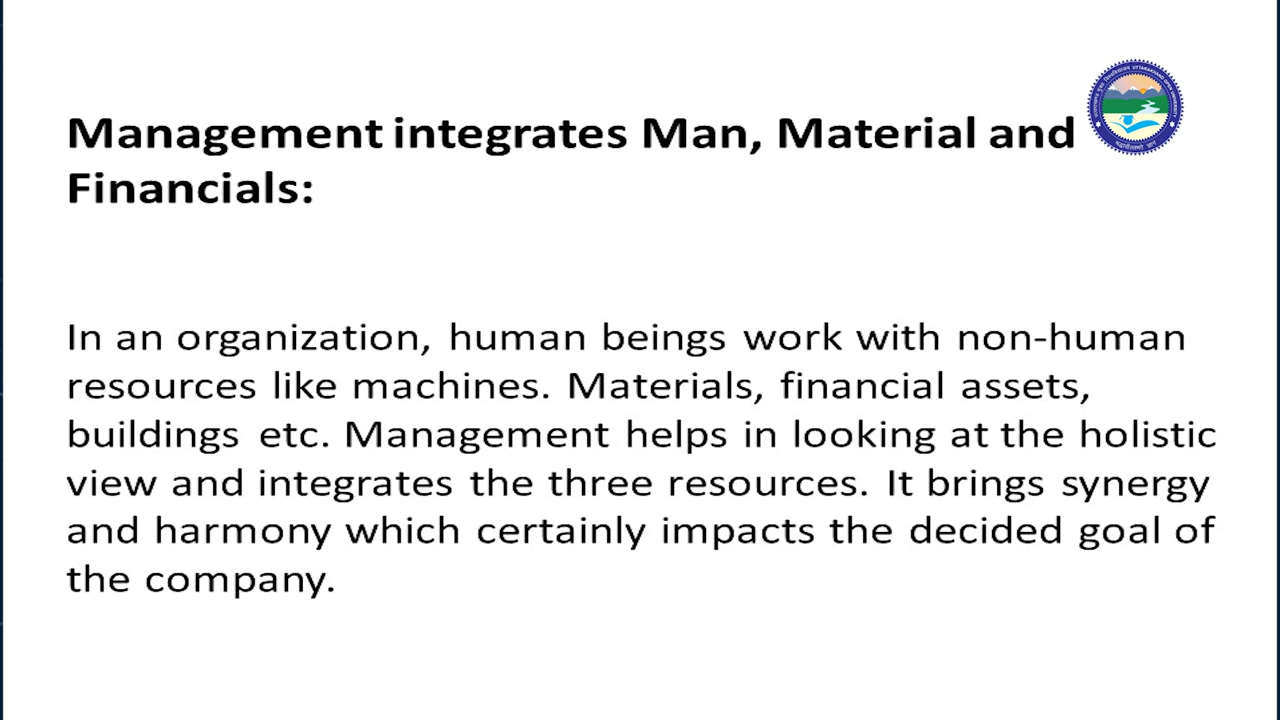 Management integrates Man, Material and
Financials:
In an organization, human beings work with non-human
resources like machines. Materials, financial assets,
buildings etc. Management helps in looking at the holistic
view and integrates the three resources. It brings synergy
and harmony which certainly impacts the decided goal of
the company.